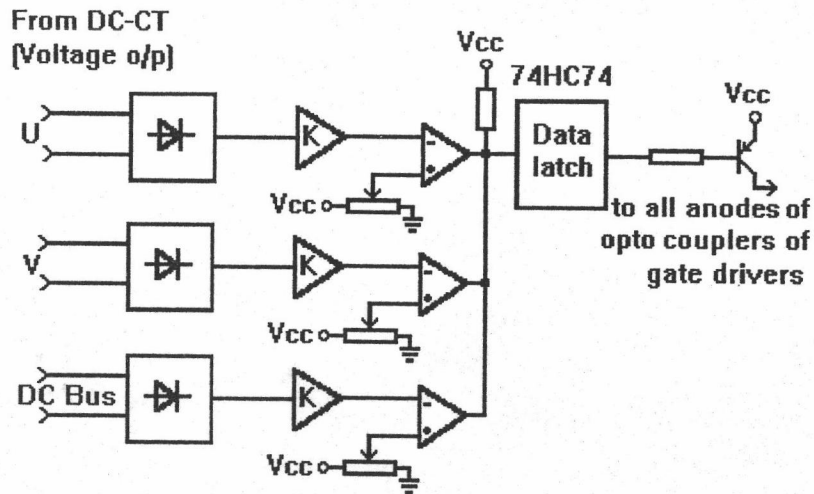 From DC-CT
(Voltage o/p)
Vcc
74HC74
Vcc
U
K
-
+
Data
latch
Vcc
to all anodes of
opto couplers of
gate drivers
V
K
-
+
Vcc
DC Bus
K
-
+
Vcc